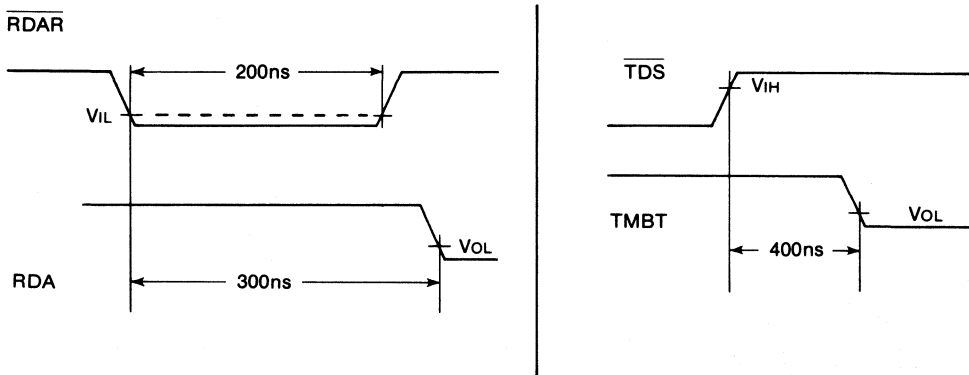 RDAR
200ns
VIL
VOL
RDA
300ns
TDS
VIH
TMBT
VOL
400ns